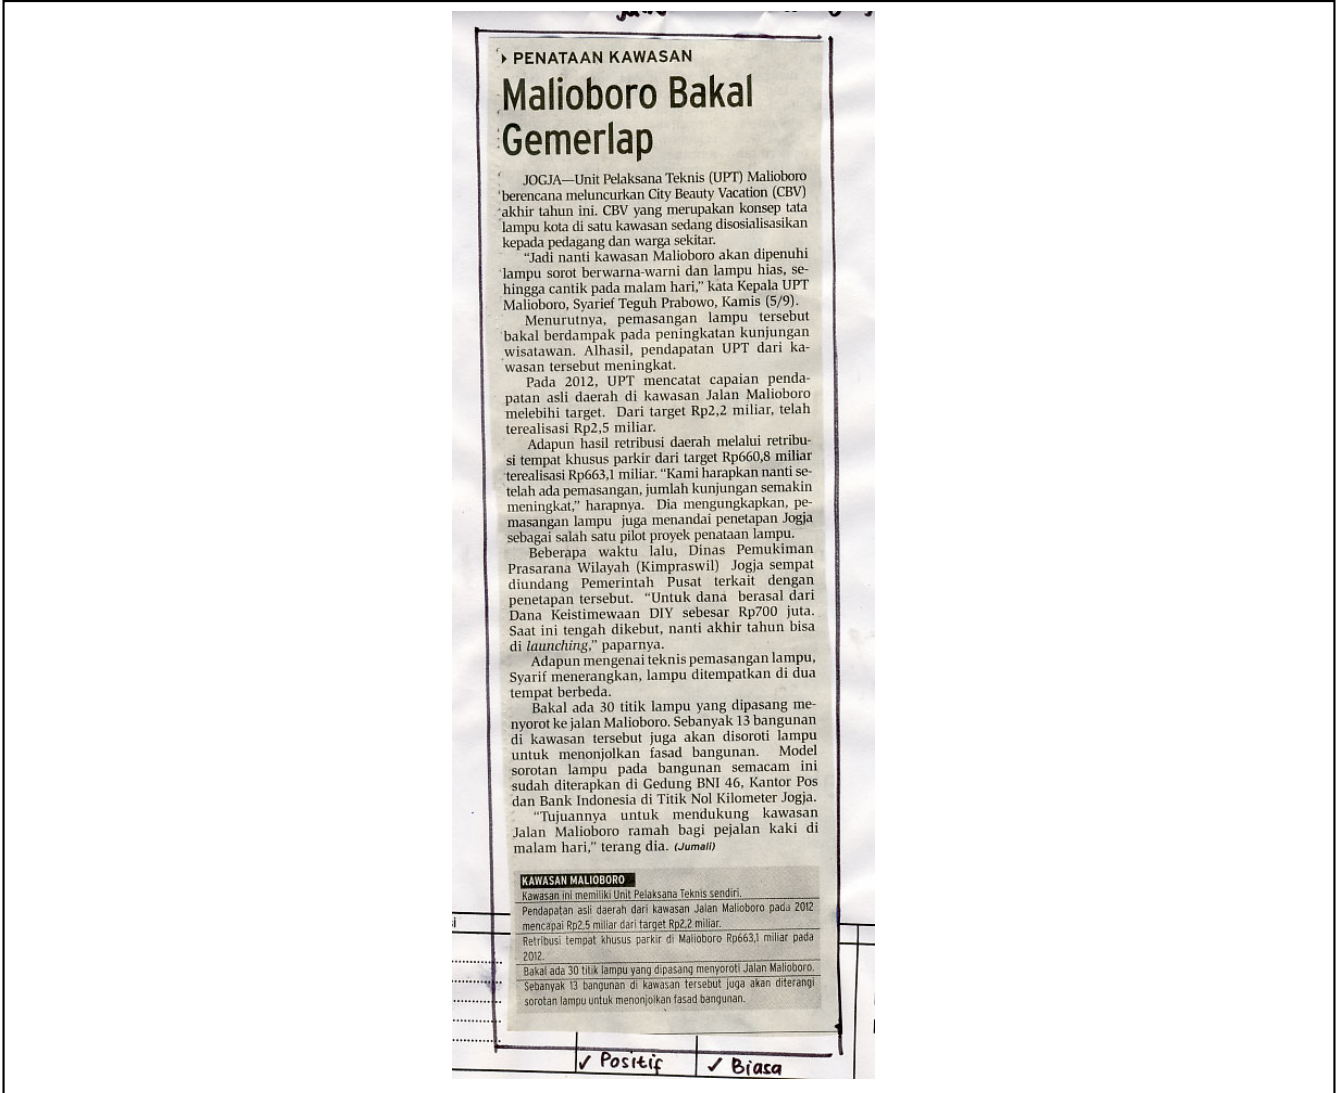 PENATAAN KAWASAN
Malioboro Bakal
Gemerlap
JOGJA—Unit Pelaksana Teknis (UPT) Malioboro
berencana meluncurkan City Beauty Vacation (CBV)
akhir tahun ini. CBV yang merupakan konsep tata
lampu kota di satu kawasan sedang disosialisasikan
kepada pedagang dan warga sekitar.
“Jadi nanti kawasan Malioboro akan dipenuhi
lampu sorot berwarna-warni dan lampu hias, se-
hingga cantik pada malam hari,” kata Kepala UPT
Malioboro, Syarief Teguh Prabowo, Kamis (5/9).
Menurutnya, pemasangan lampu tersebut
bakal berdampak pada peningkatan kunjungan
wisatawan. Alhasil, pendapatan UPT dari ka-
wasan tersebut meningkat.
Pada 2012, UPT mencatat capaian penda-
patan asli daerah di kawasan Jalan Malioboro
melebihi target. Dari target Rp2,2 miliar, telah
terealisasi Rp2,5 miliar.
Adapun hasil retribusi daerah melalui retribu-
si tempat khusus parkir dari target Rp660,8 miliar
terealisasi Rp663,1 miliar. “Kami harapkan nanti se-
telah ada pemasangan, jumlah kunjungan semakin
meningkat,” harapnya. Dia mengungkapkan, pe-
masangan lampu juga menandai penetapan Jogja
sebagai salah satu pilot proyek penataan lampu.
Beberapa waktu lalu, Dinas Pemukiman
Prasarana Wilayah (Kimpraswil) Jogja sempat
diundang Pemerintah Pusat terkait dengan
penetapan tersebut. “Untuk dana berasal dari
Dana Keistimewaan DIY sebesar Rp700 juta.
Saat ini tengah dikebut, nanti akhir tahun bisa
di launching,” paparnya.
Adapun mengenai teknis pemasangan lampu,
Syarif menerangkan, lampu ditempatkan di dua
tempat berbeda.
Bakal ada 30 titik lampu yang dipasang me-
nyorot ke jalan Malioboro. Sebanyak 13 bangunan
di kawasan tersebut juga akan disoroti lampu
untuk menonjolkan fasad bangunan. Model
sorotan lampu pada bangunan semacam ini
sudah diterapkan di Gedung BNI 46, Kantor Pos
dan Bank Indonesia di Titik Nol Kilometer Jogja.
“Tujuannya untuk mendukung kawasan
Jalan Malioboro ramah bagi pejalan kaki di
malam hari,” terang dia. (Jumali)
KAWASAN MALIOBORO
Kawasan ini memiliki Unit Pelaksana Teknis sendiri.
Pendapatan asli daerah dari kawasan Jalan Malioboro pada 2012
mencapai Rp2,5 miliar dari target Rp2,2 miliar.
Retribusi tempat khusus parkir di Malioboro Rp663,1 miliar pada
2012.
Bakal ada 30 titik lampu yang dipasang menyoroti Jalan Malioboro.
Sebanyak 13 bangunan di kawasan tersebut juga akan diterangi
sorotan lampu untuk menonjolkan fasad bangunan.
✓ Positif ✓ Biasa